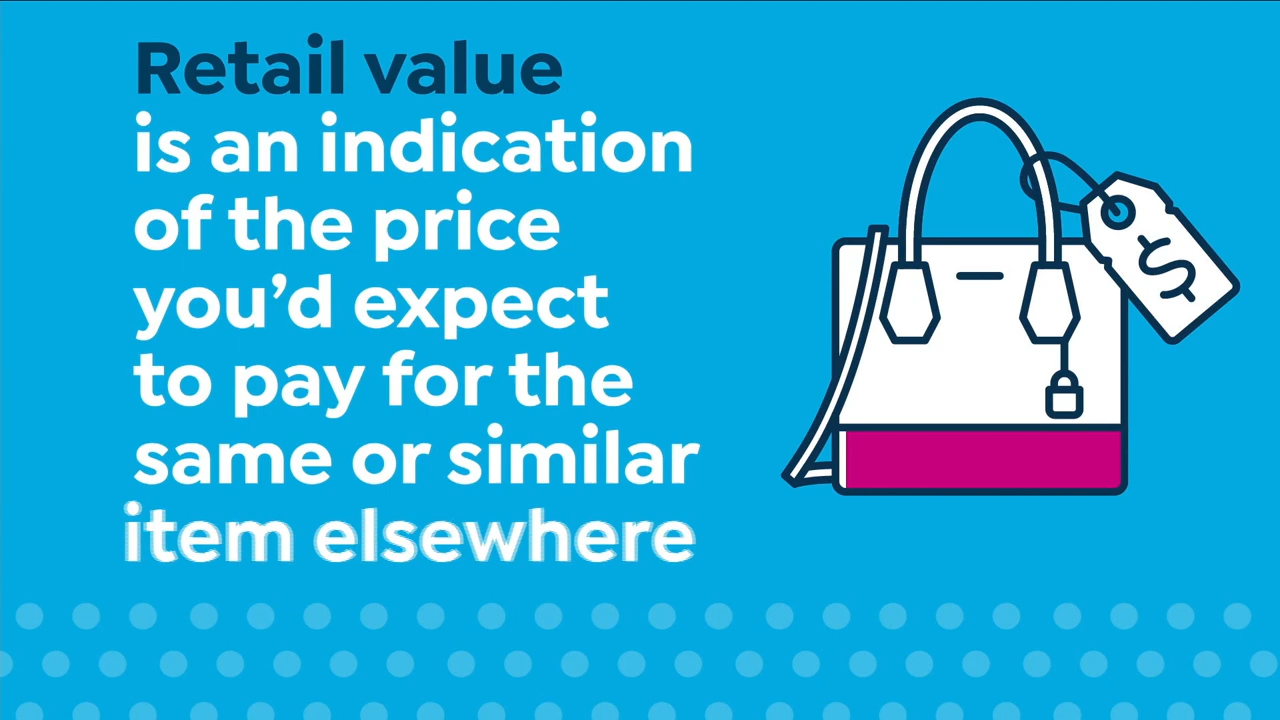 Retail value
is an indication
of the price
you’d expect
to pay for the
same or similar
item elsewhere
$